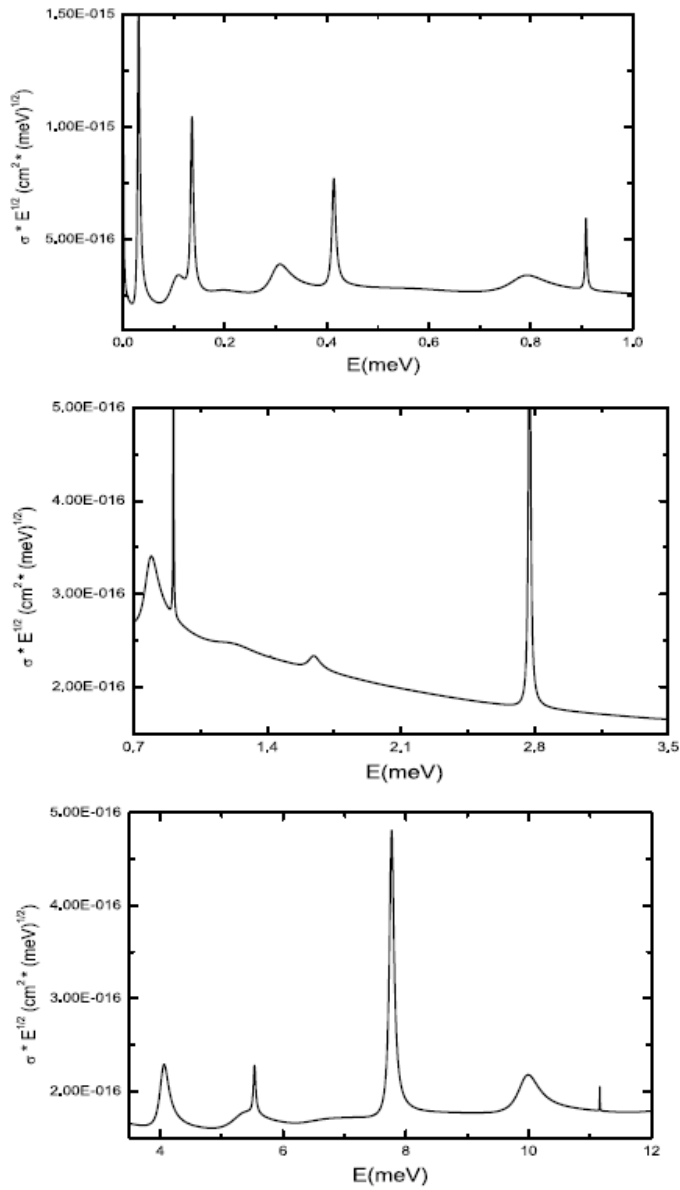 1.50E-015
1.00E-015
5.00E-016
σ * E^1/2 (cm^2* (meV)^1/2)
0.0 0.2 0.4 0.6 0.8 1.0
E(meV)
5,00E-016
4,00E-016
3,00E-016
2,00E-016
σ * E^1/2 (cm^2* (meV)^1/2)
0,7 1,4 2,1 2,8 3,5
E(meV)
5.00E-016
4.00E-016
3.00E-016
2.00E-016
σ * E^1/2 (cm^2* (meV)^1/2)
4 6 8 10 12
E(meV)